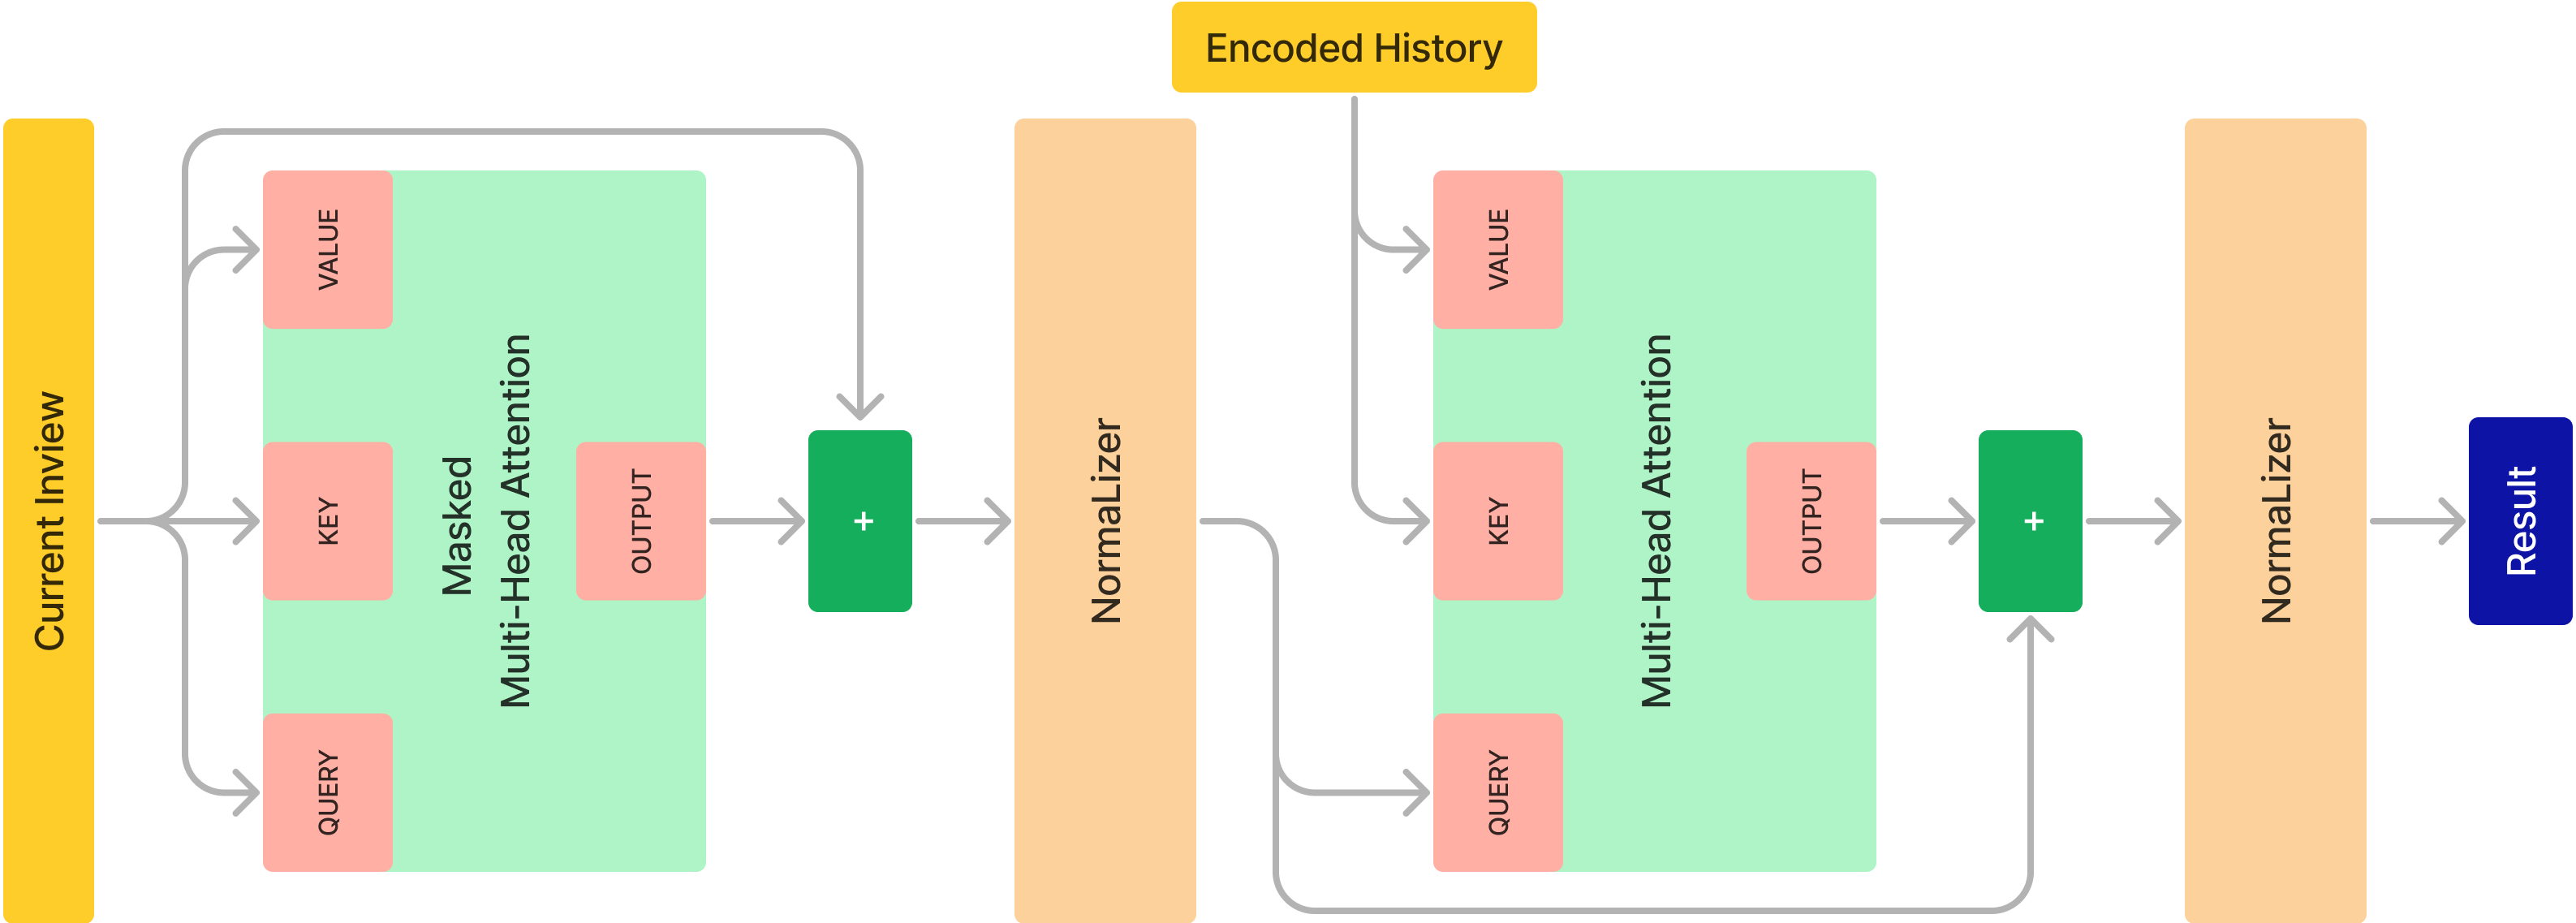 Encoded History
Current Inview
VALUE
KEY
QUERY
Masked
Multi-Head Attention
OUTPUT
+
NormaLizer
VALUE
KEY
QUERY
Multi-Head Attention
OUTPUT
+
NormaLizer
Result